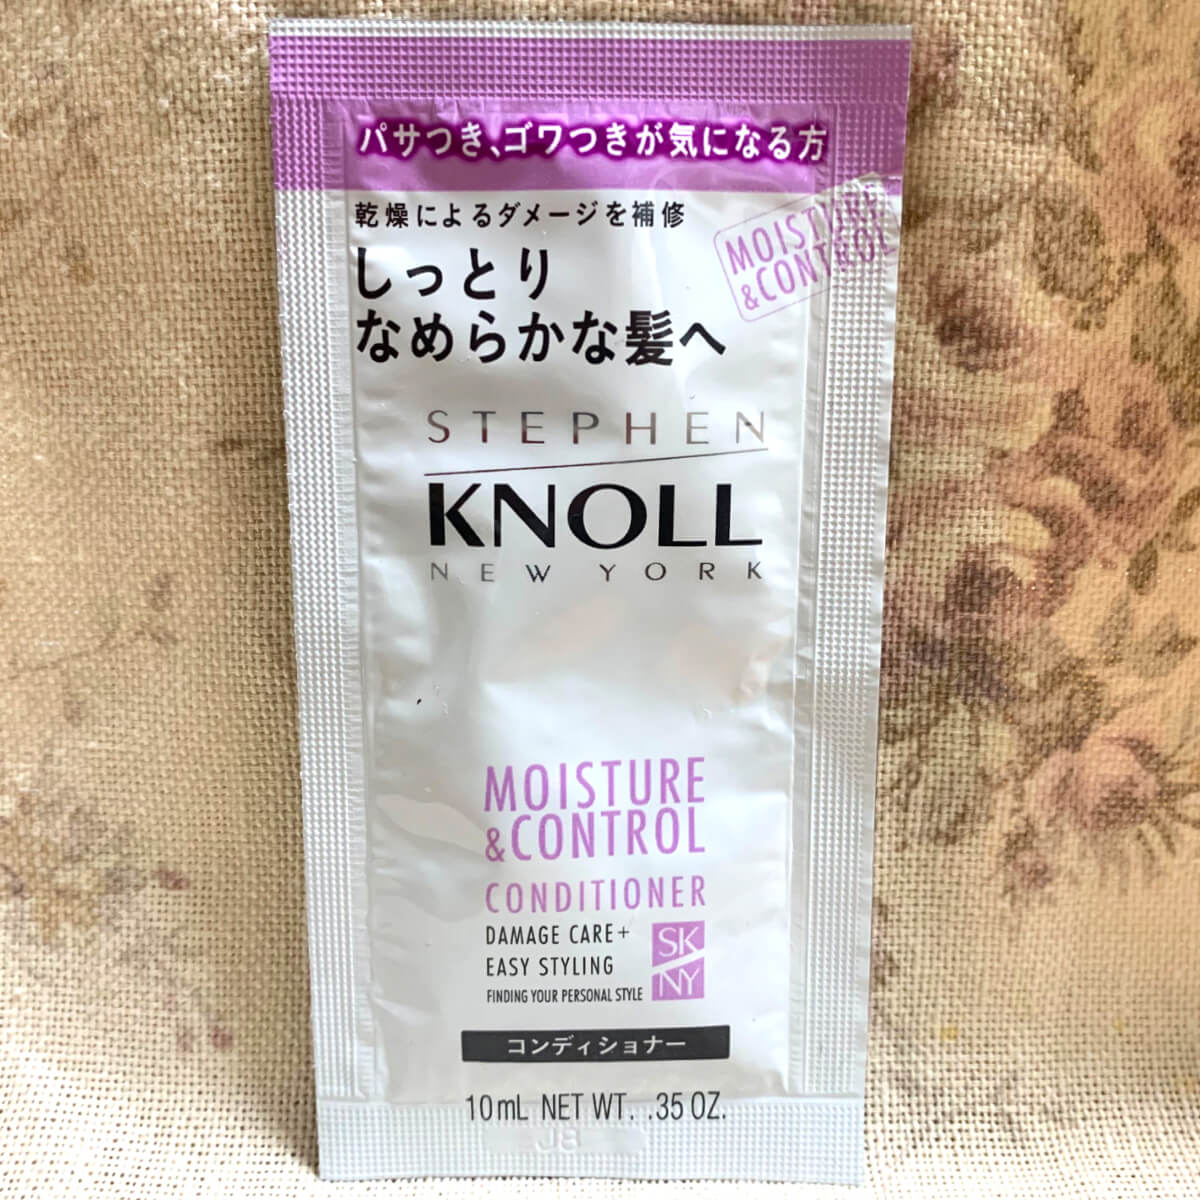 パサつき、ゴワつきが気になる方
乾燥によるダメージを補修
しっとり
なめらかな髪へ
MOISTURE
&CONTROL
STEPHEN
KNOLL
NEW YORK
MOISTURE
&CONTROL
CONDITIONER
DAMAGE CARE+
EASY STYLING
FINDING YOUR PERSONAL STYLE
SK
NY
コンディショナー
10mL NET WT. .35 OZ.